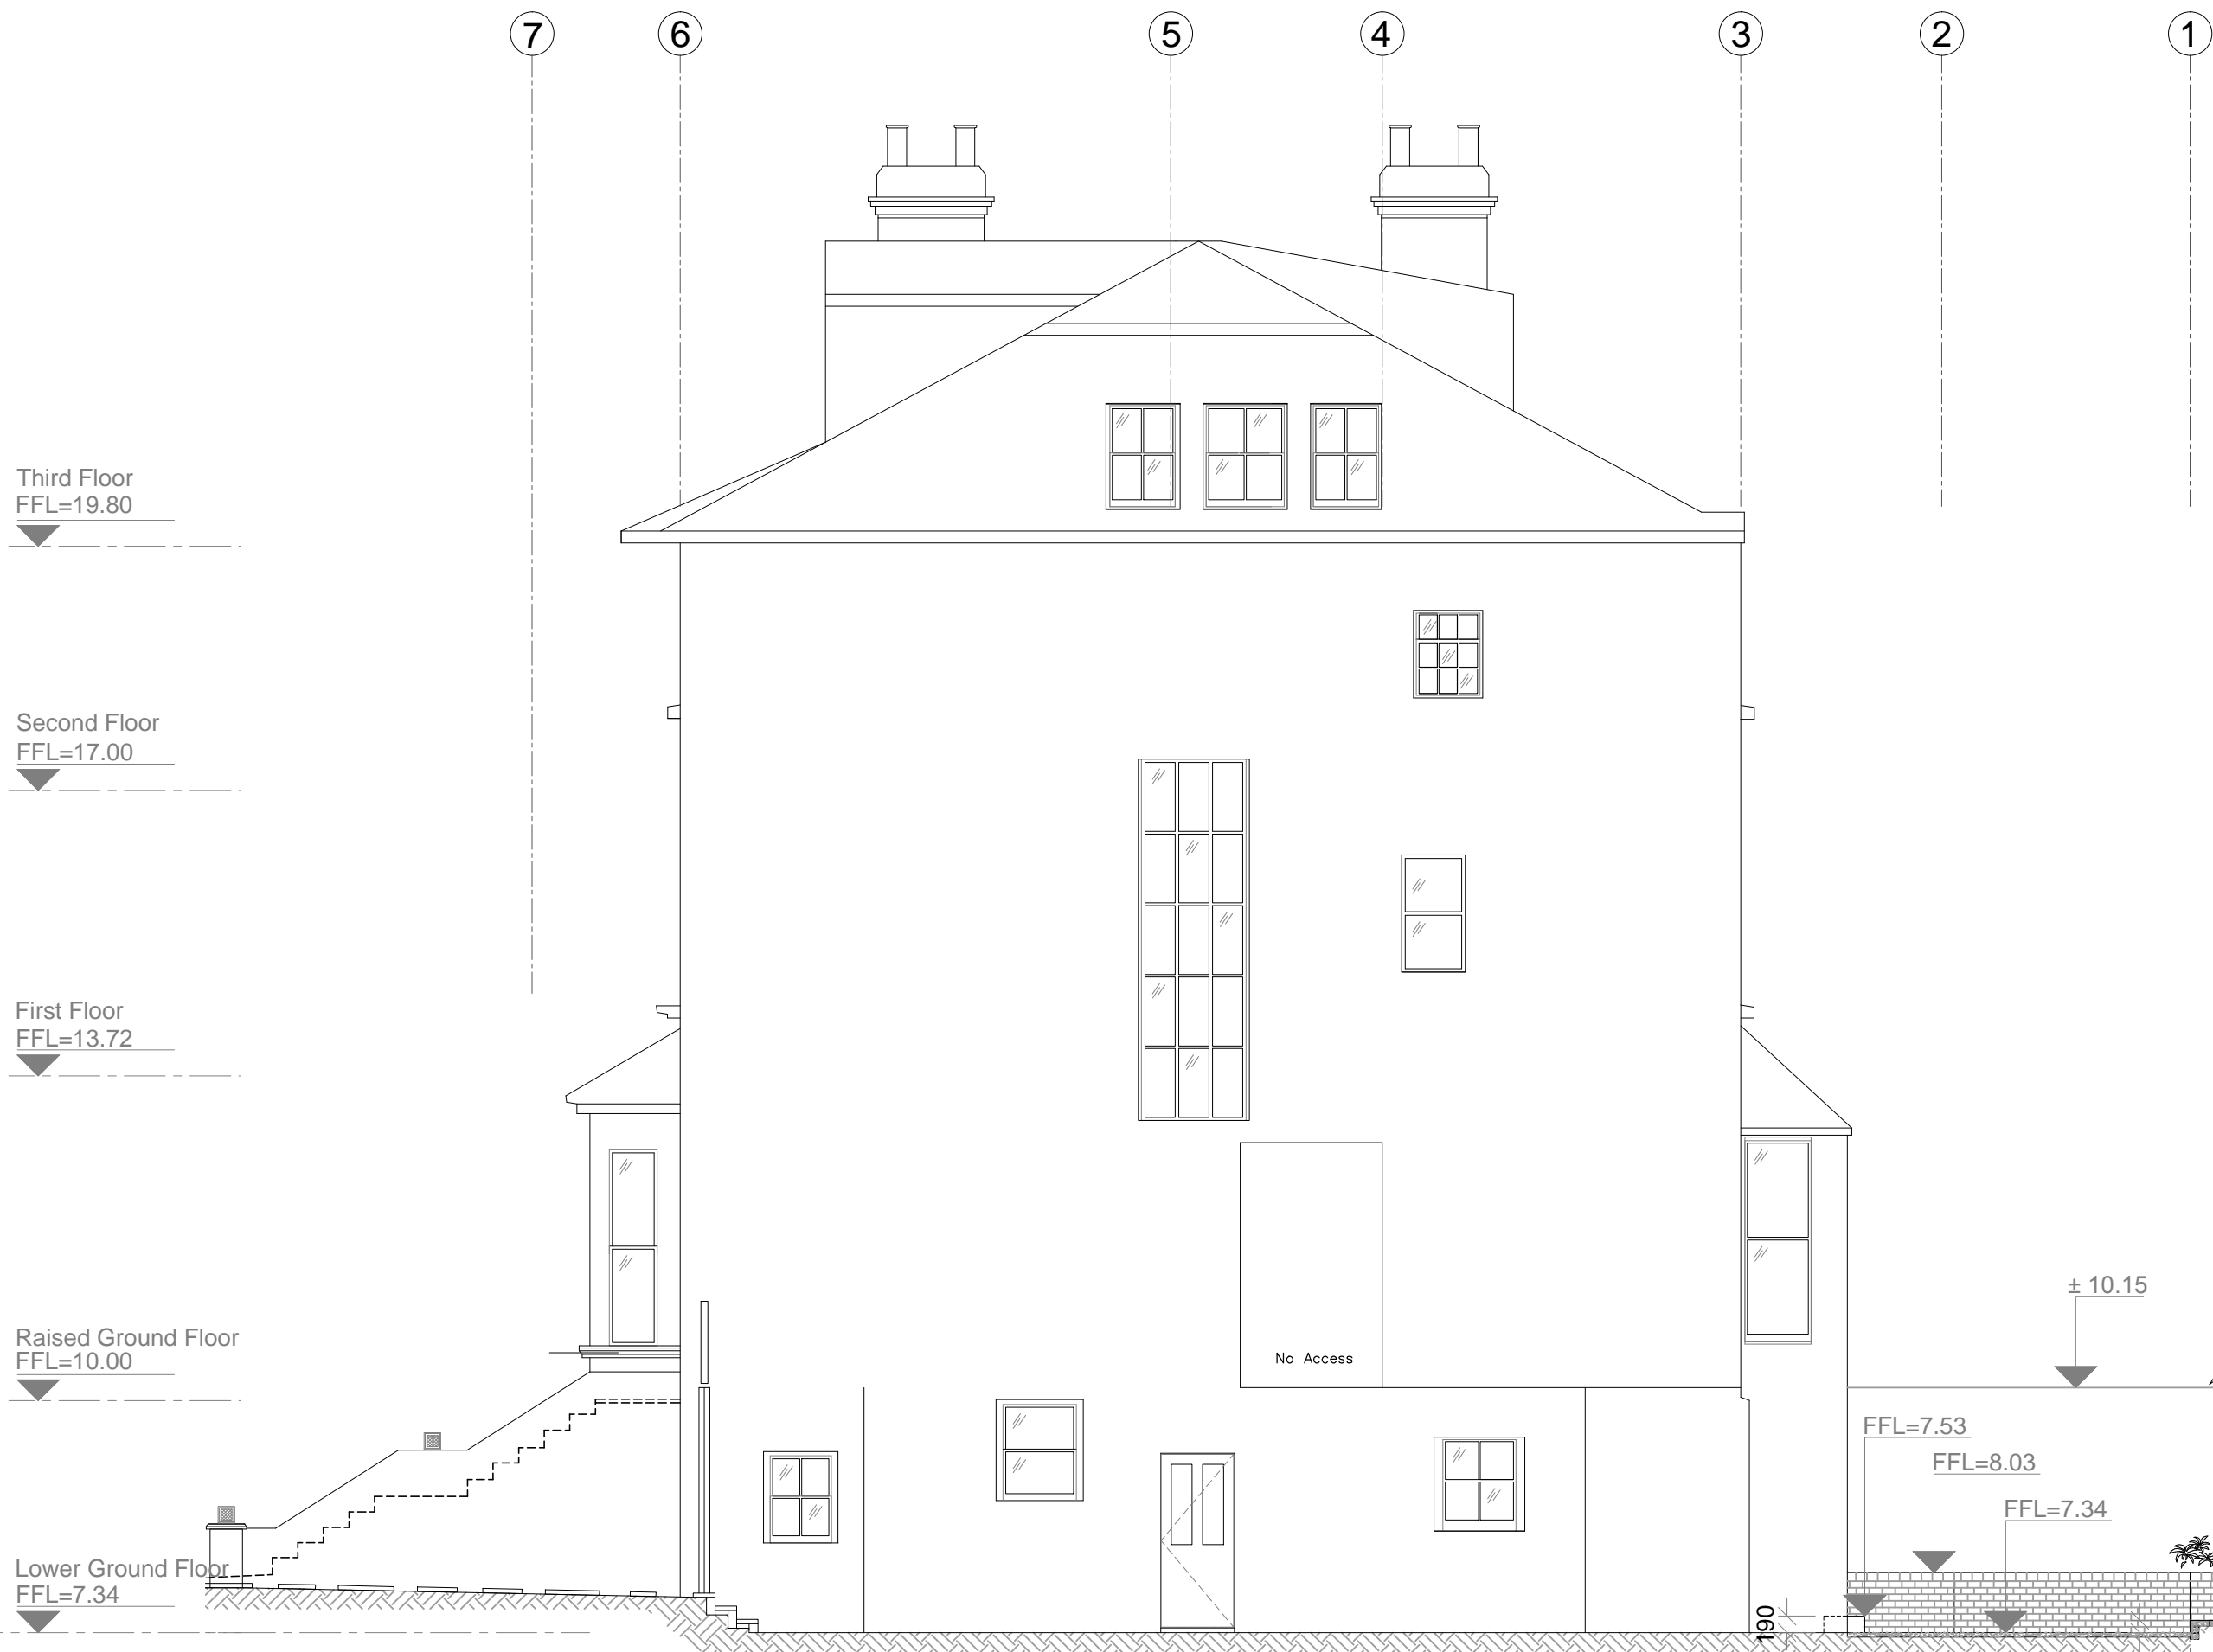 7 6 5 4 3 2 1
Third Floor
FFL=19.80
Second Floor
FFL=17.00
First Floor
FFL=13.72
± 10.15
Raised Ground Floor
FFL=10.00
No Access
FFL=7.53
FFL=8.03
FFL=7.34
Lower Ground Floor
FFL=7.34
190